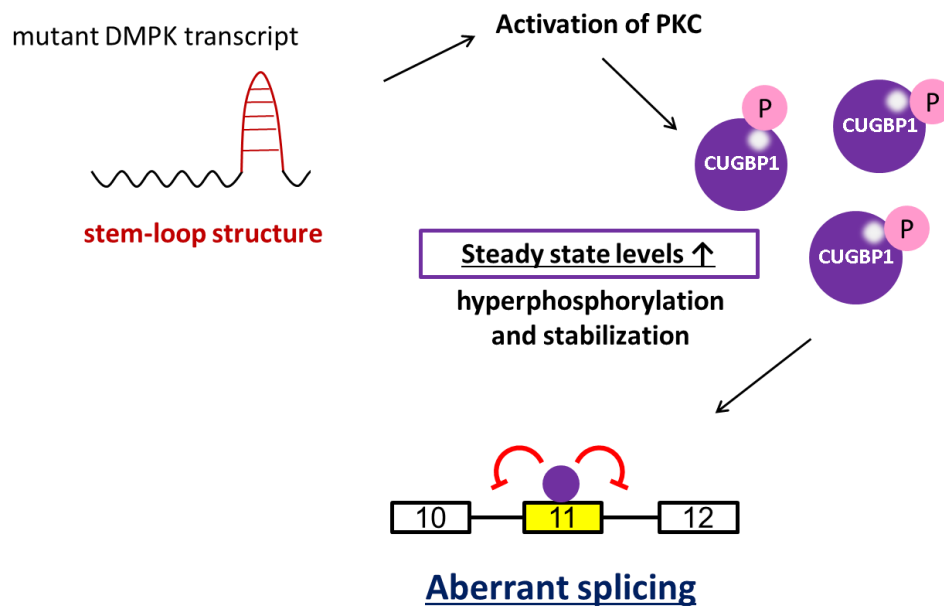 mutant DMPK transcript
Activation of PKC
P
CUGBP1
P
CUGBP1
P
CUGBP1
stem-loop structure
Steady state levels ↑
hyperphosphorylation
and stabilization
10
11
12
Aberrant splicing